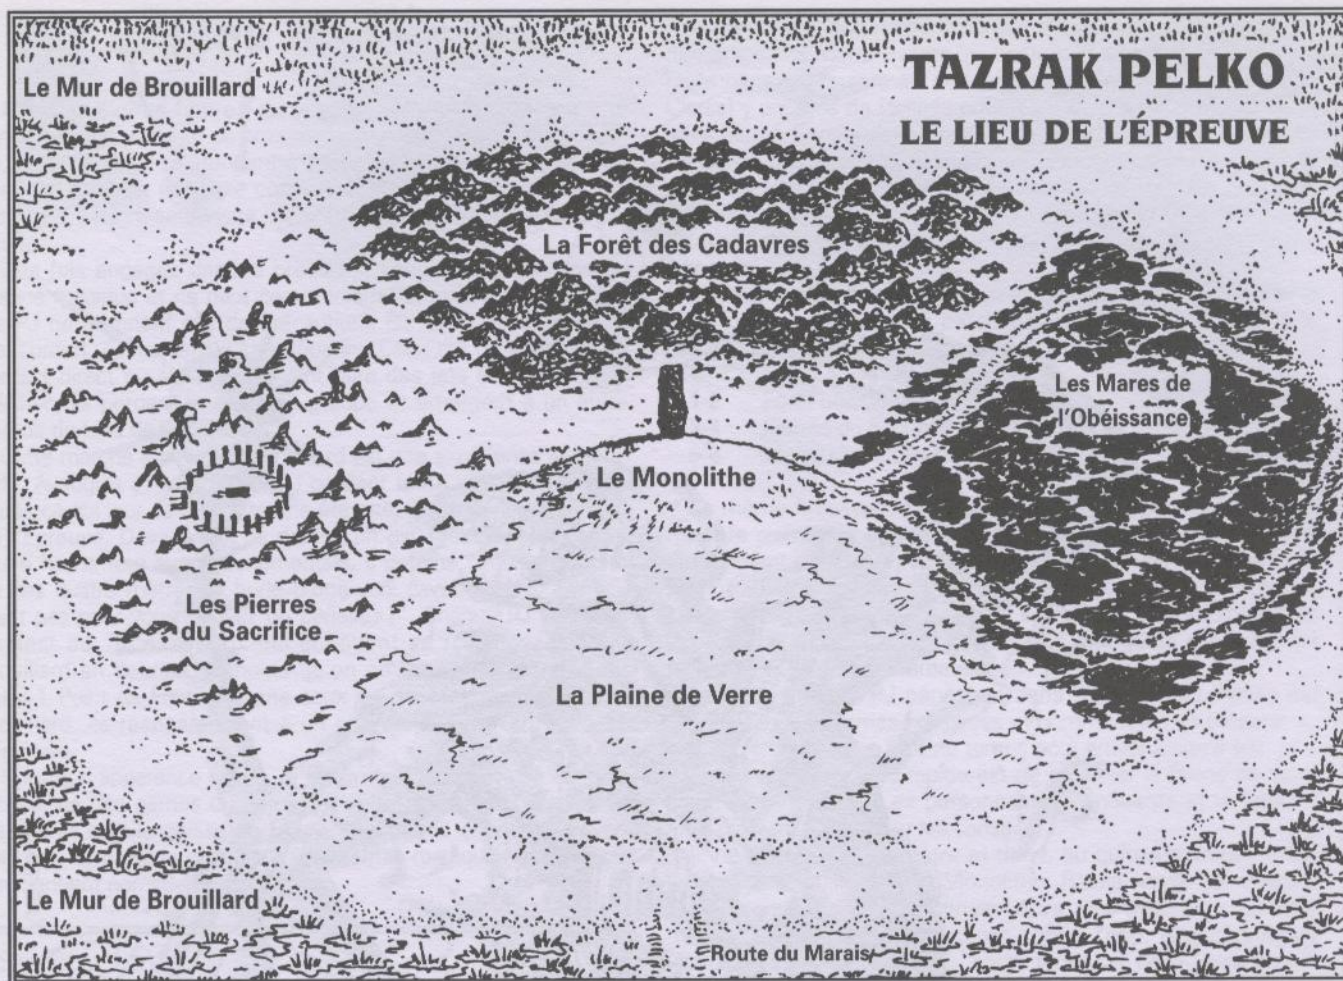 TAZRAK PELKO
LE LIEU DE L'ÉPREUVE
Le Mur de Brouillard
La Forêt des Cadavres
Les Mares de
l'Obéissance
Le Monolithe
Les Pierres
du Sacrifice
La Plaine de Verre
Le Mur de Brouillard
Route du Marais